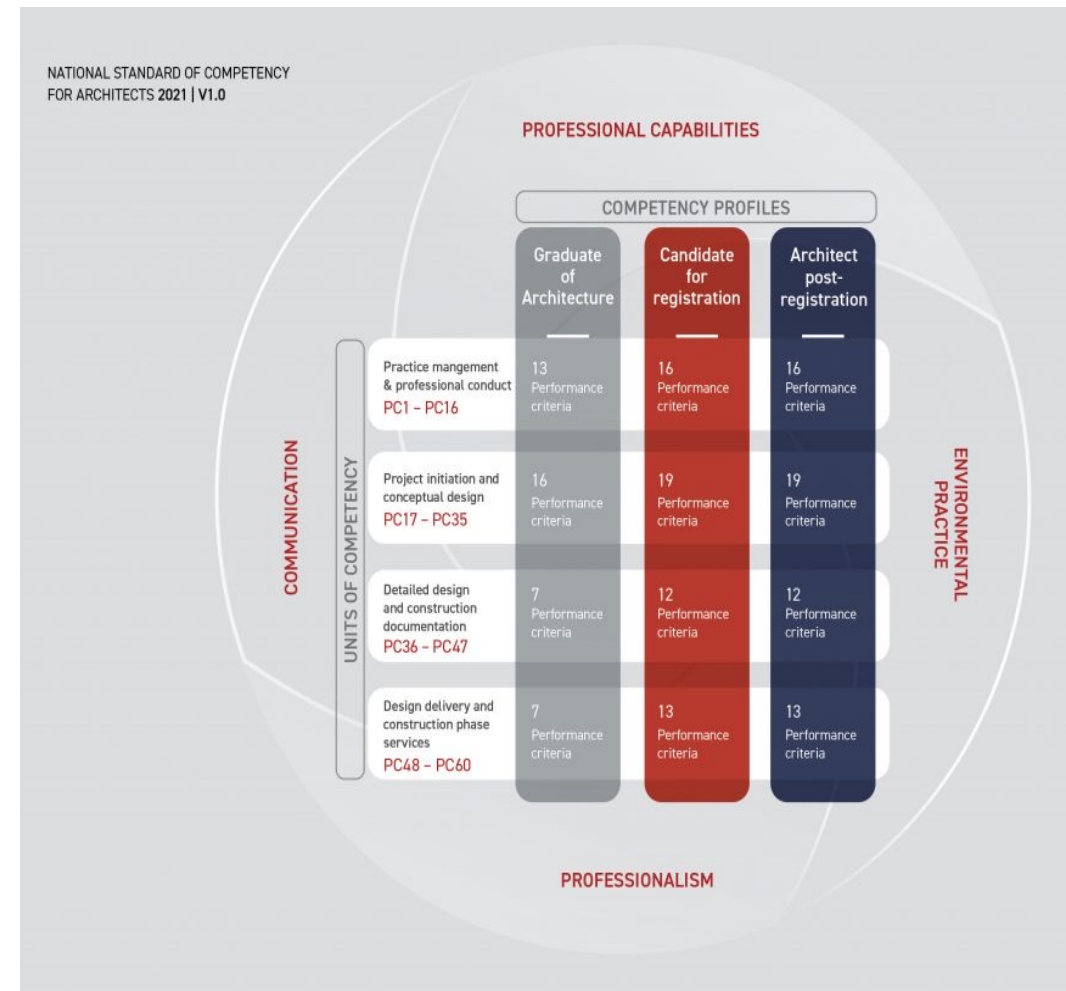 NATIONAL STANDARD OF COMPETENCY
FOR ARCHITECTS 2021 | V1.0
PROFESSIONAL CAPABILITIES
COMPETENCY PROFILES
Graduate
of
Architecture
Candidate
for
registration
Architect
post-
registration
COMMUNICATION
UNITS OF COMPETENCY
Practice mangement
& professional conduct
PC1 – PC16
13
Performance
criteria
16
Performance
criteria
16
Performance
criteria
Project initiation and
conceptual design
PC17 – PC35
16
Performance
criteria
19
Performance
criteria
19
Performance
criteria
Detailed design
and construction
documentation
PC36 – PC47
7
Performance
criteria
12
Performance
criteria
12
Performance
criteria
Design delivery and
construction phase
services
PC48 – PC60
7
Performance
criteria
13
Performance
criteria
13
Performance
criteria
ENVIRONMENTAL
PRACTICE
PROFESSIONALISM